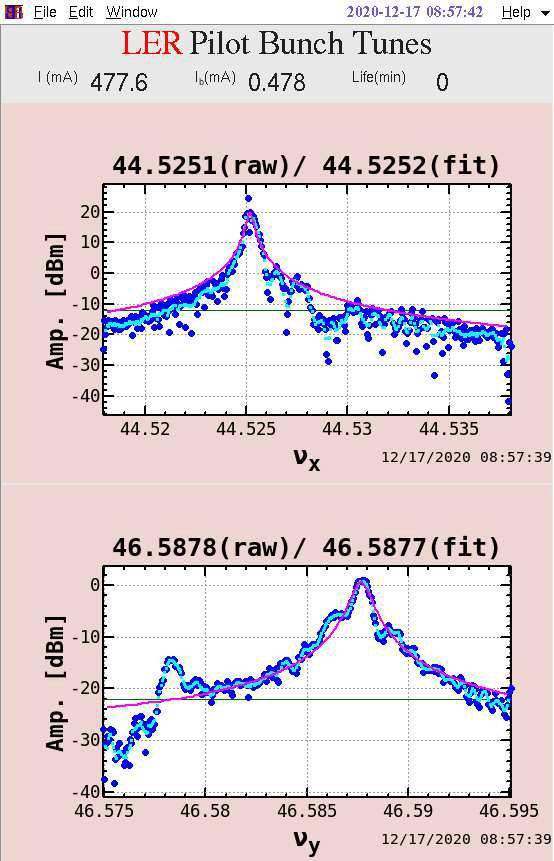 File Edit Window 2020-12-17 08:57:42 Help
LER Pilot Bunch Tunes
I (mA) 477.6 Ib(mA) 0.478 Life(min) 0
44.5251(raw)/ 44.5252(fit)
20
10
0
-10
-20
-30
-40
Amp. [dBm]
44.52 44.525 44.53 44.535
νx
12/17/2020 08:57:39
46.5878(raw)/ 46.5877(fit)
0
-10
-20
-30
-40
Amp. [dBm]
46.575 46.58 46.585 46.59 46.595
νy
12/17/2020 08:57:39